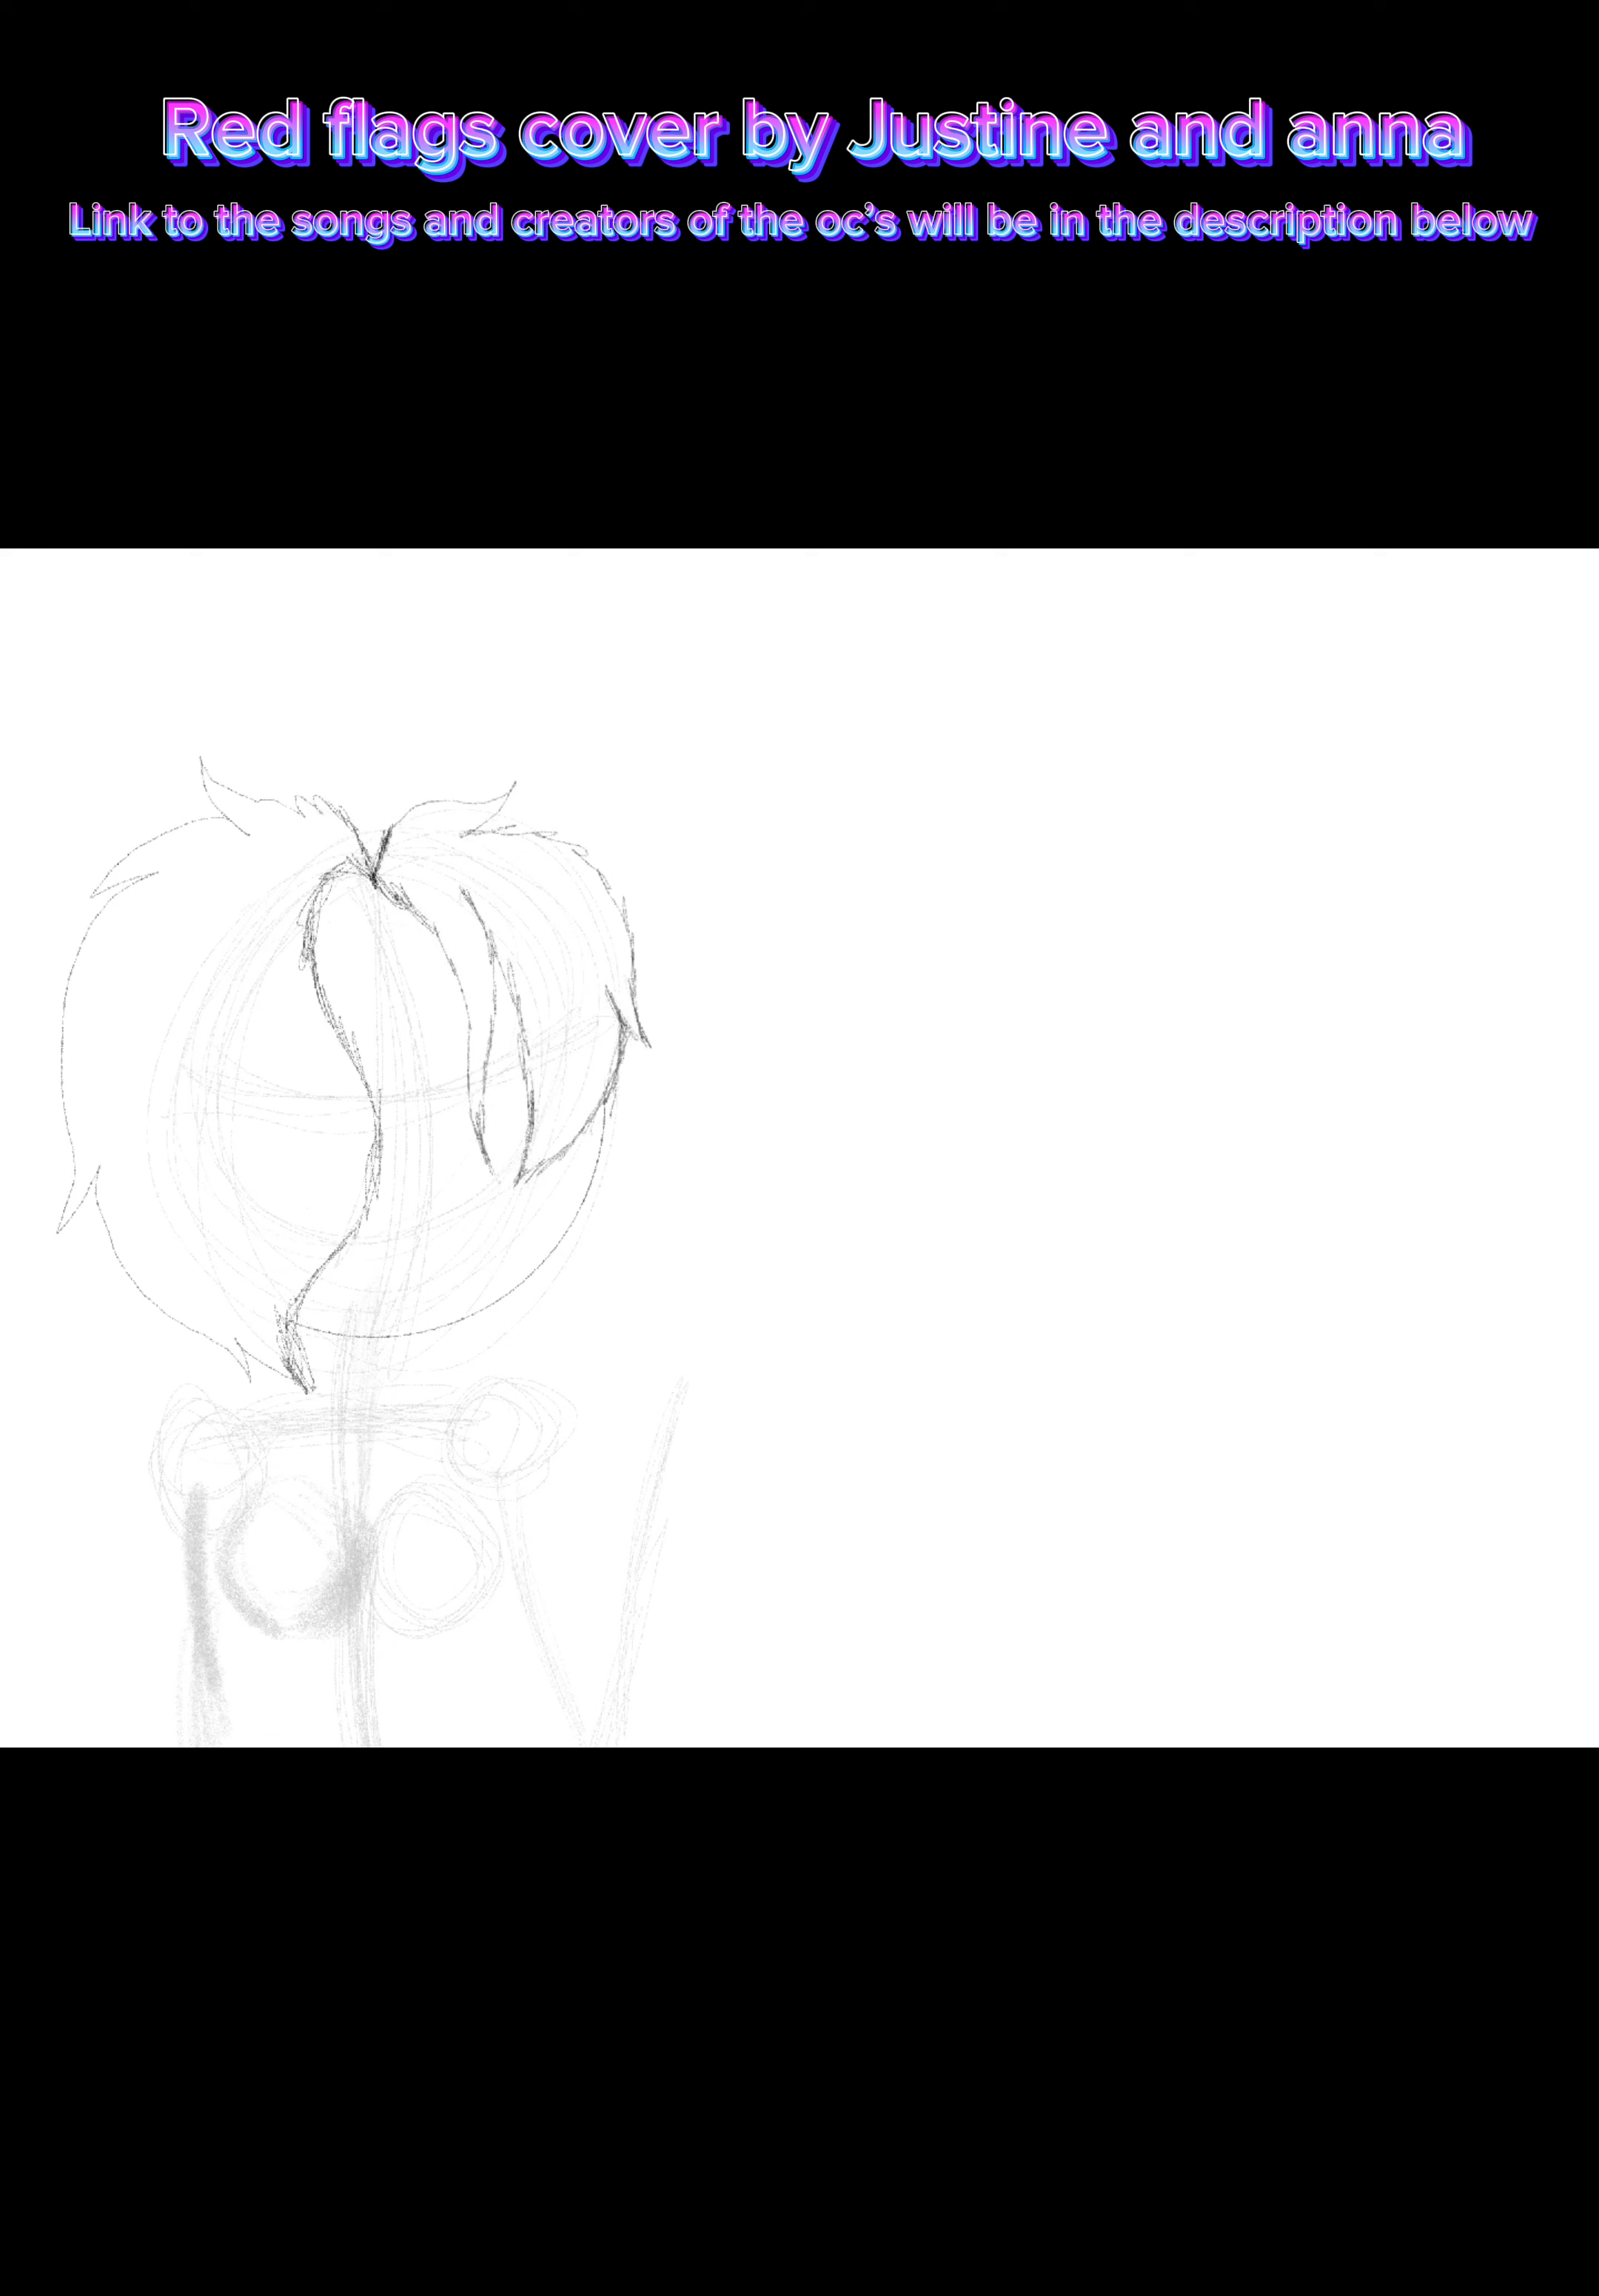 Red flags cover by Justine and anna
Link to the songs and creators of the oc’s will be in the description below